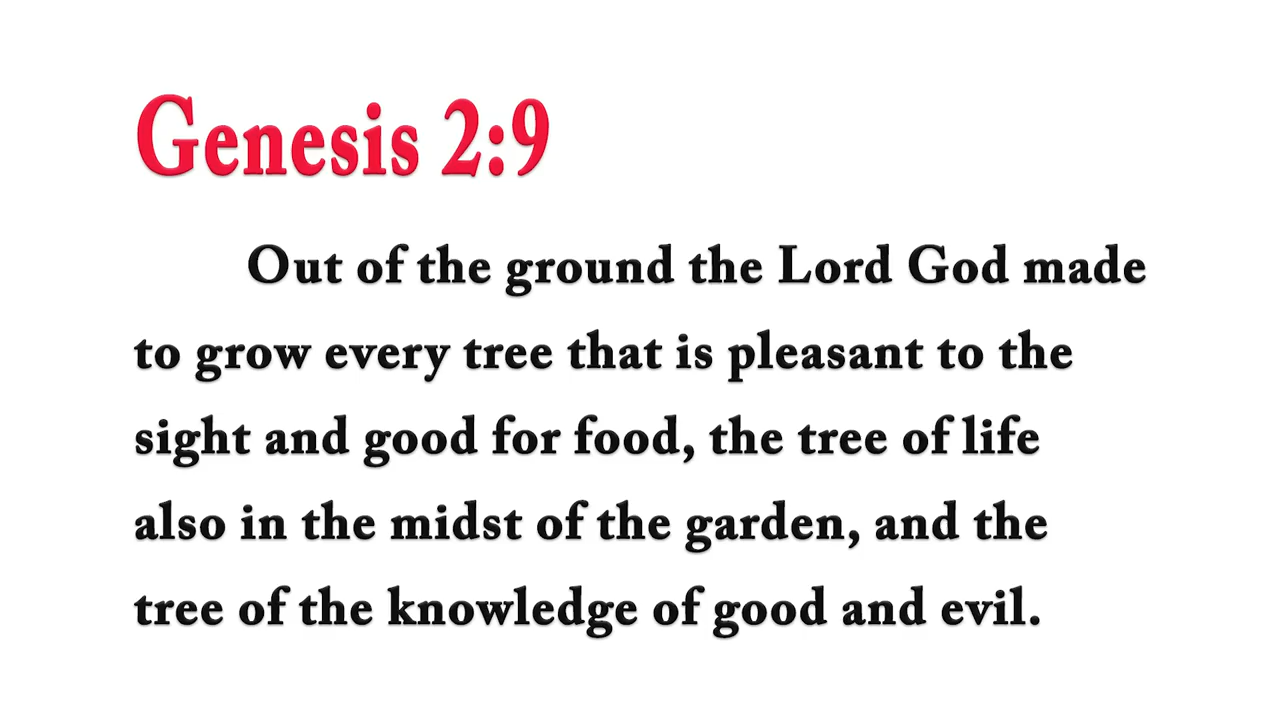 Genesis 2:9
Out of the ground the Lord God made
to grow every tree that is pleasant to the
sight and good for food, the tree of life
also in the midst of the garden, and the
tree of the knowledge of good and evil.